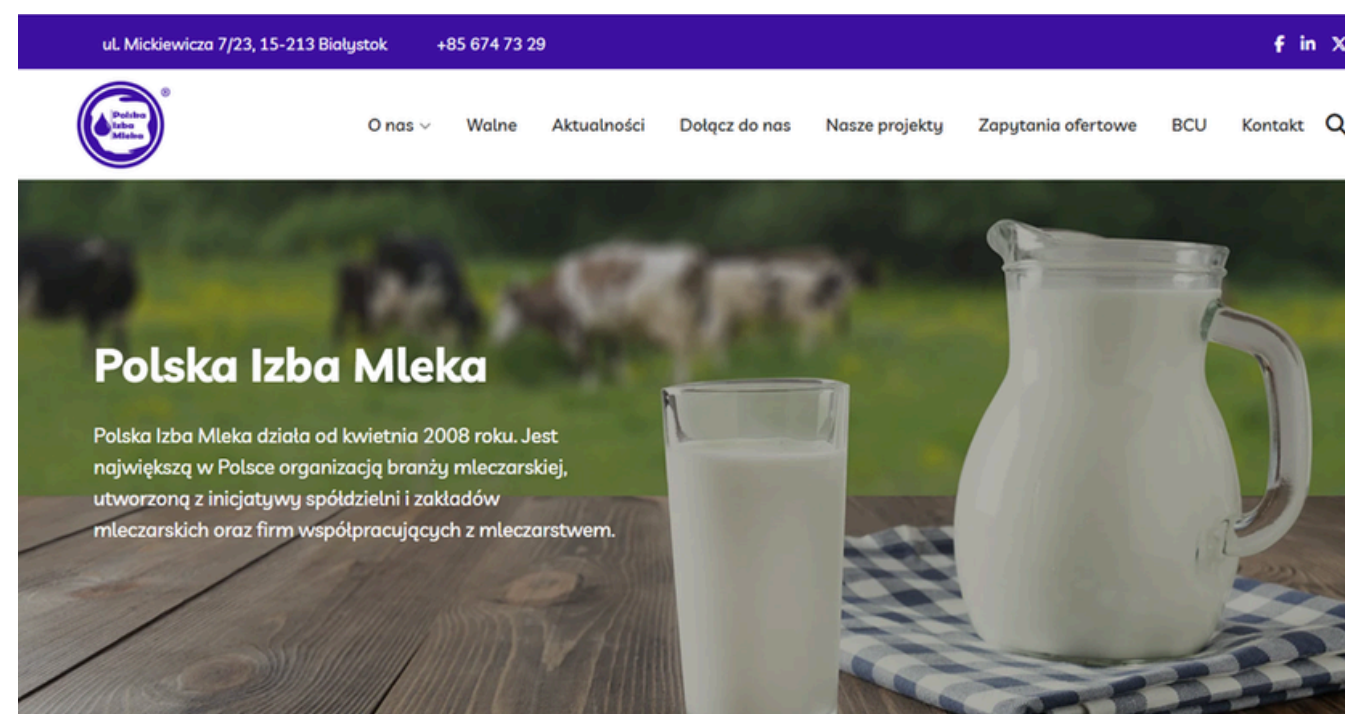 ul. Mickiewicza 7/23, 15-213 Białystok +85 674 73 29
Polska
Izba
Mleka
®
O nas Walne Aktualności Dołącz do nas Nasze projekty Zapytania ofertowe BCU Kontakt
Polska Izba Mleka
Polska Izba Mleka działa od kwietnia 2008 roku. Jest
największą w Polsce organizacją branży mleczarskiej,
utworzoną z inicjatywy spółdzielni i zakładów
mleczarskich oraz firm współpracujących z mleczarstwem.